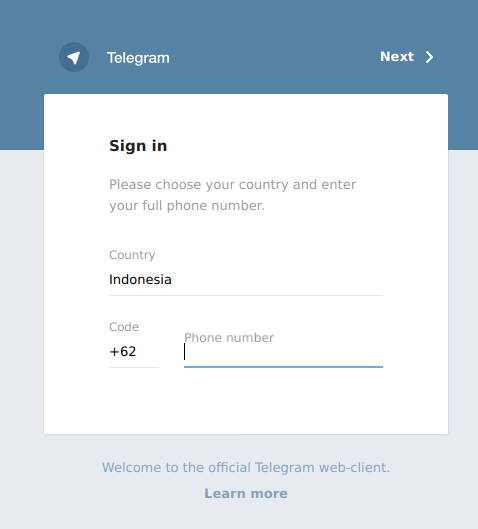 Telegram
Next
Sign in
Please choose your country and enter
your full phone number.
Country
Indonesia
Code
+62
Phone number
Welcome to the official Telegram web-client.
Learn more